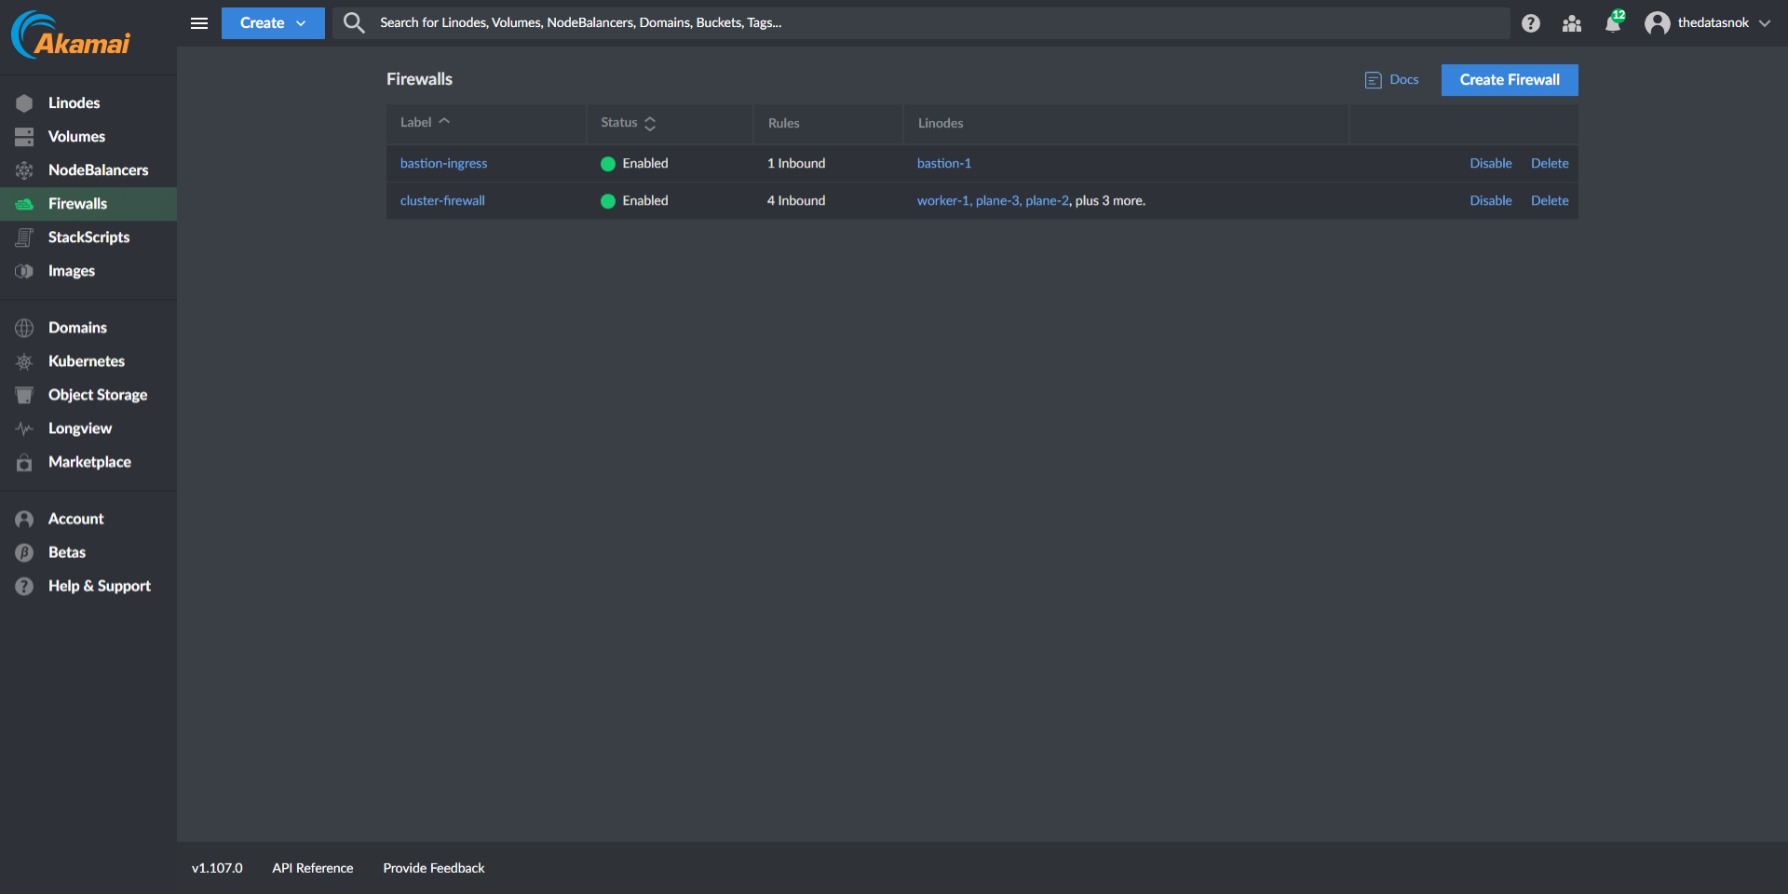 Akamai
Create
Search for Linodes, Volumes, NodeBalancers, Domains, Buckets, Tags...
12
thedatasnok
Linodes
Volumes
NodeBalancers
Firewalls
StackScripts
Images
Domains
Kubernetes
Object Storage
Longview
Marketplace
Account
β
Betas
?
Help & Support
Firewalls
Docs
Create Firewall
Label Status Rules Linodes
bastion-ingress Enabled 1 Inbound bastion-1 Disable Delete
cluster-firewall Enabled 4 Inbound worker-1, plane-3, plane-2, plus 3 more. Disable Delete
v1.107.0 API Reference Provide Feedback